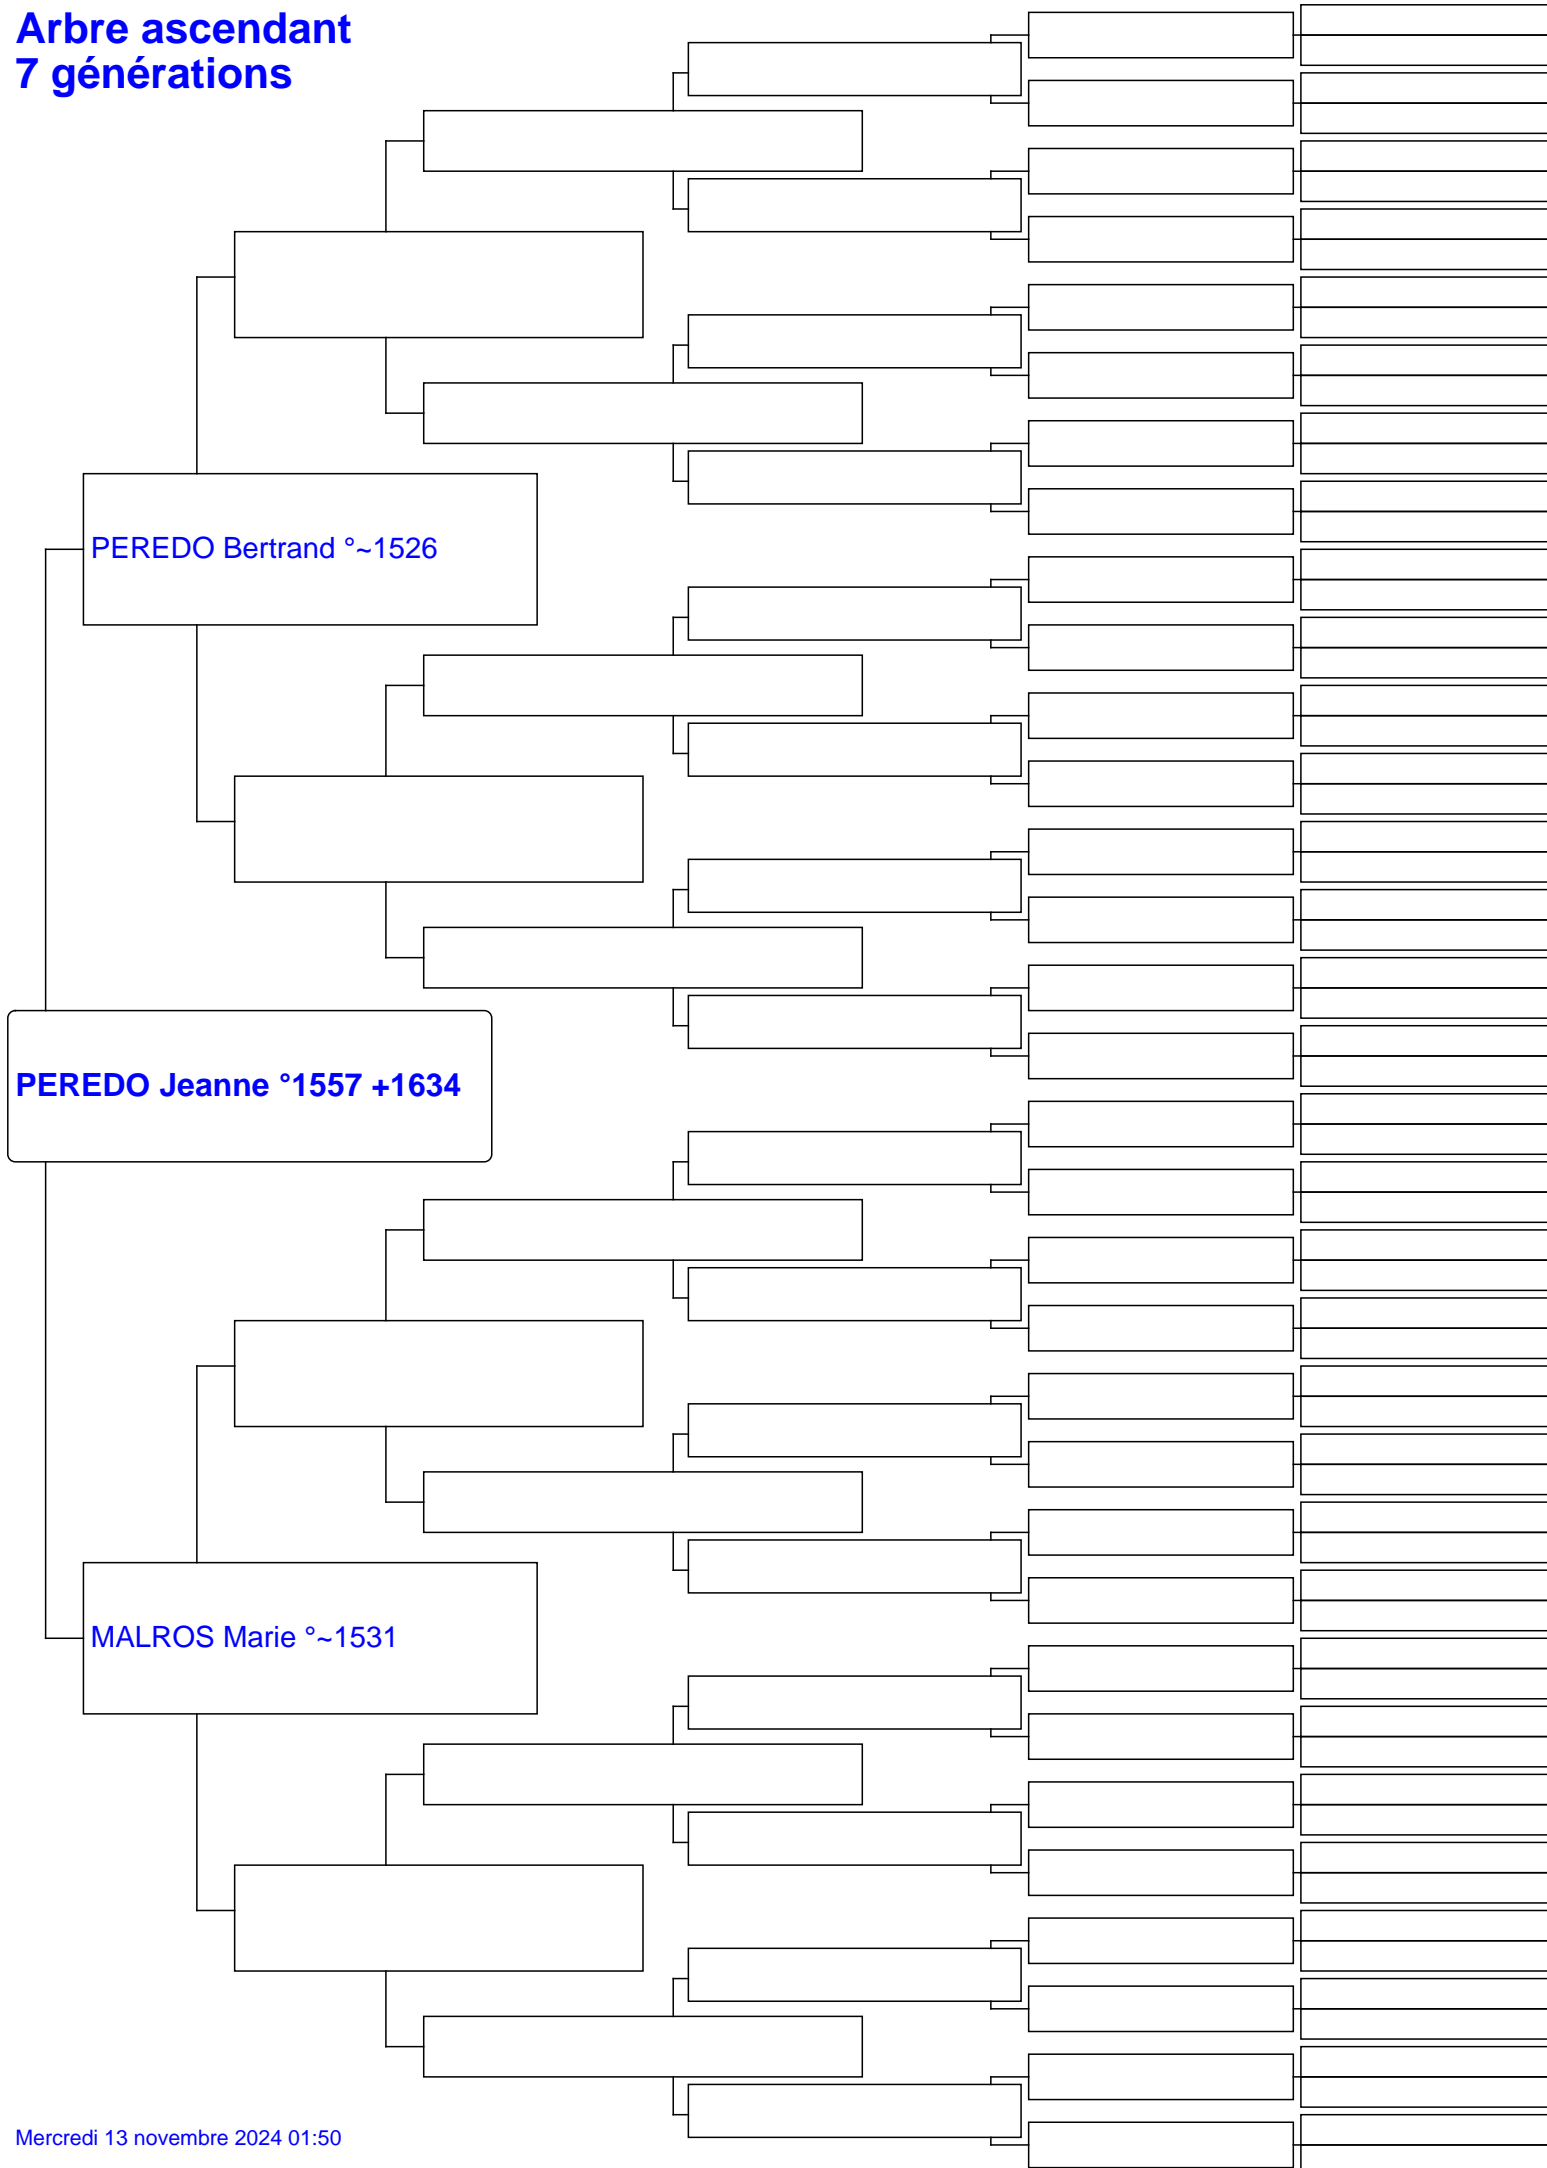 Arbre ascendant
7 générations
PEREDO Bertrand °~1526
PEREDO Jeanne °1557 +1634
MALROS Marie °~1531
Mercredi 13 novembre 2024 01:50